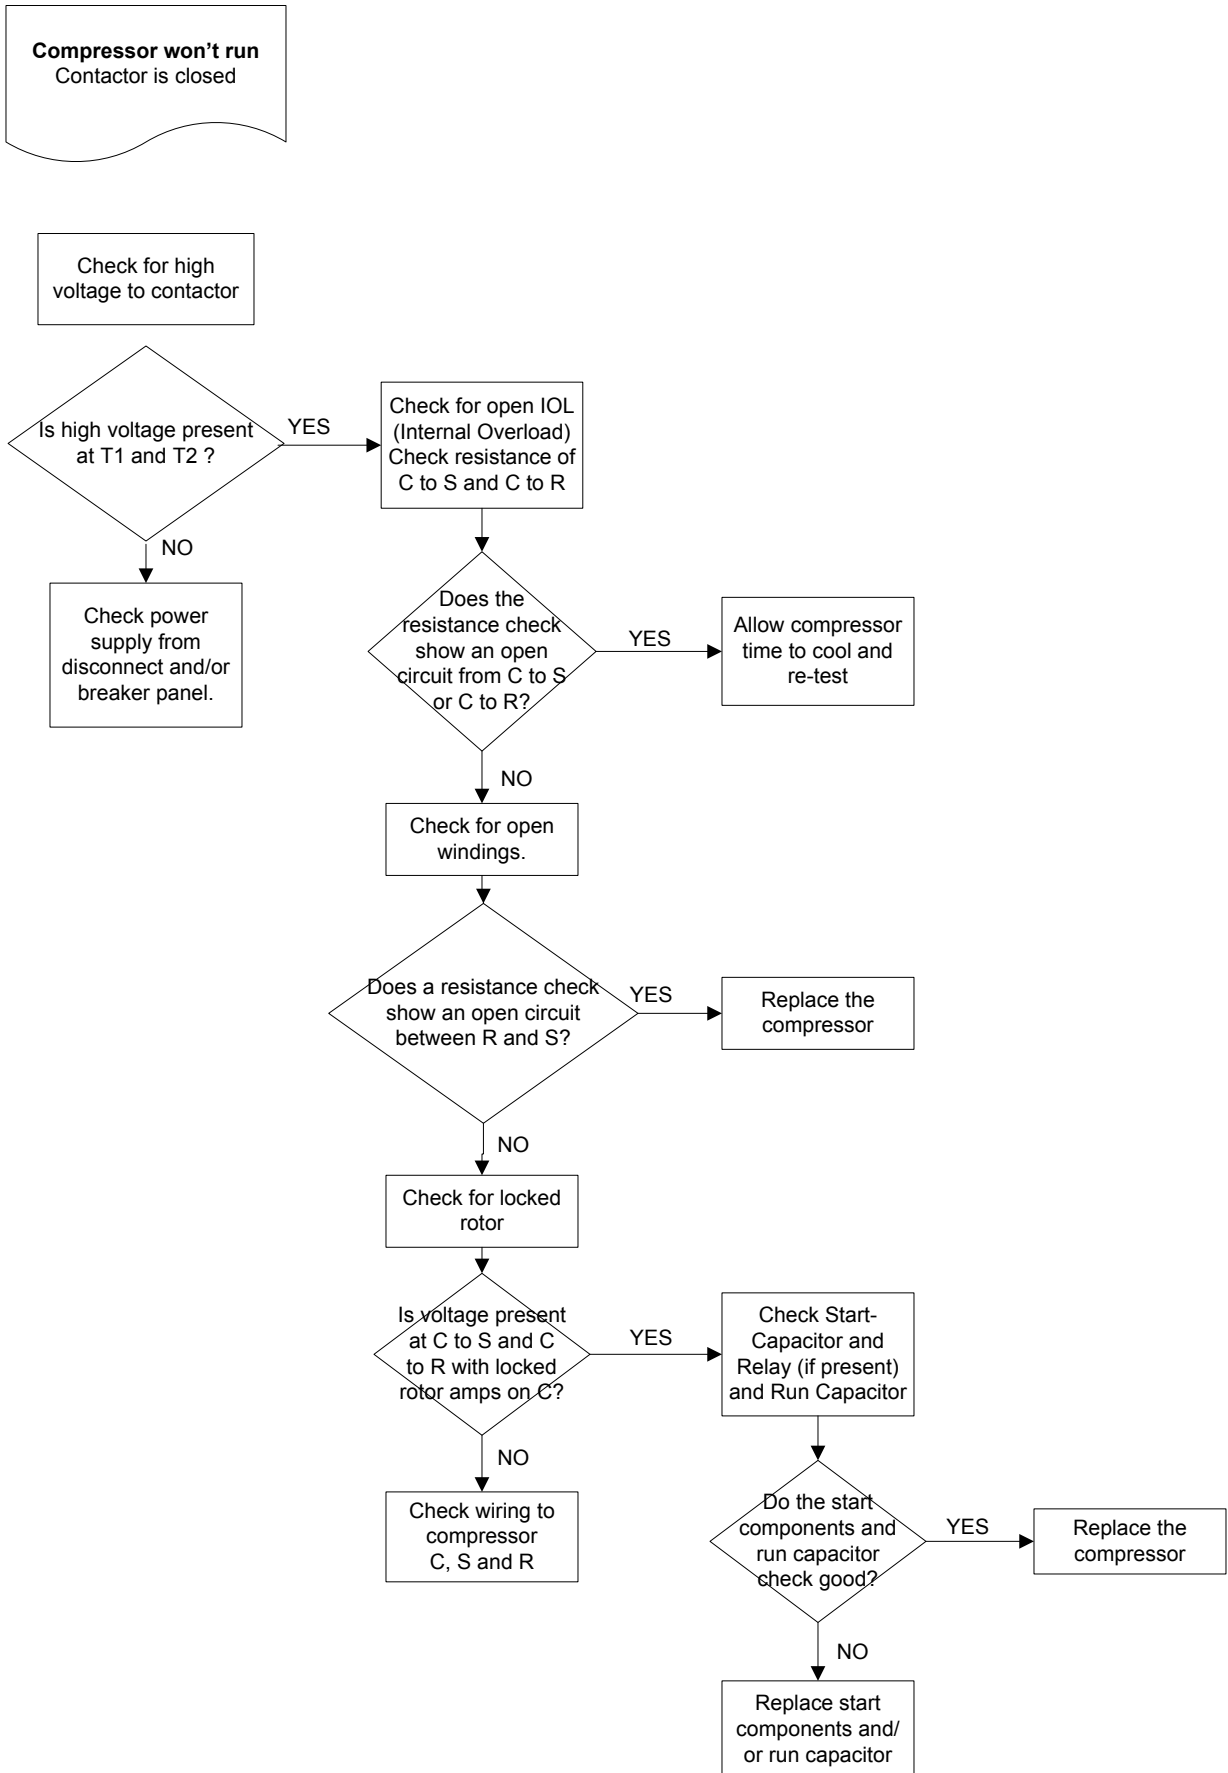 Compressor won't run
Contactor is closed
Check for high
voltage to contactor
Is high voltage present
at T1 and T2 ?
YES
NO
Check power
supply from
disconnect and/or
breaker panel.
Check for open IOL
(Internal Overload)
Check resistance of
C to S and C to R
Does the
resistance check
show an open
circuit from C to S
or C to R?
YES
Allow compressor
time to cool and
re-test
NO
Check for open
windings.
Does a resistance check
show an open circuit
between R and S?
YES
Replace the
compressor
NO
Check for locked
rotor
Is voltage present
at C to S and C
to R with locked
rotor amps on C?
YES
NO
Check wiring to
compressor
C, S and R
Check Start-
Capacitor and
Relay (if present)
and Run Capacitor
Do the start
components and
run capacitor
check good?
YES
Replace the
compressor
NO
Replace start
components and/
or run capacitor